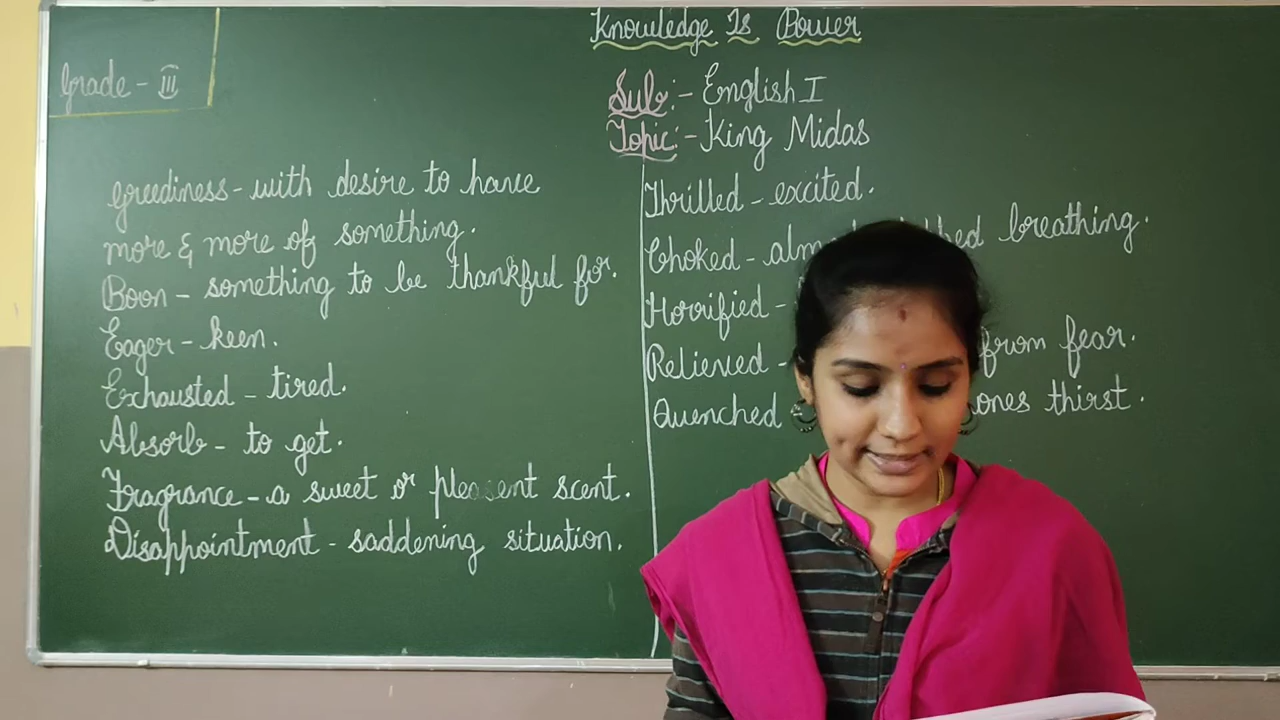 Knowledge Is Power
Grade - III
Sub:- English I
Topic:- King Midas
Greediness - with desire to have
more & more of something.
Boon - something to be thankful for.
Eager - keen.
Exhausted - tired.
Absorb - to get.
Fragrance - a sweet or pleasent scent.
Disappointment - saddening situation.
Thrilled - excited.
Choked - breathing.
Horrified -
Relieved - from fear.
Quenched - ones thirst.